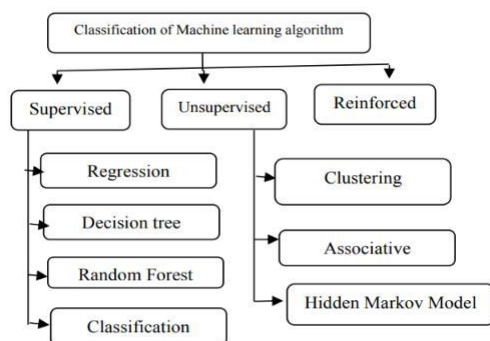 Classification of Machine learning algorithm
Supervised
Unsupervised
Reinforced
Regression
Decision tree
Random Forest
Classification
Clustering
Associative
Hidden Markov Model